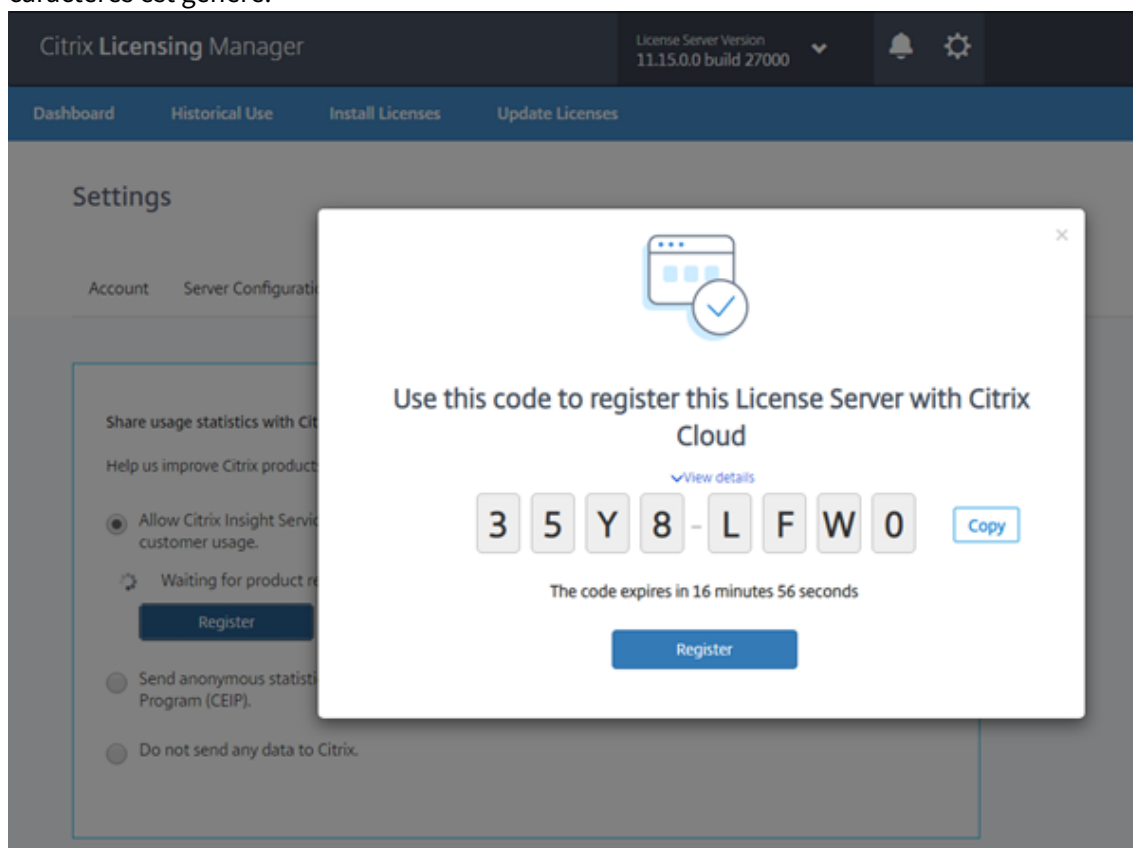 Citrix Licensing Manager
License Server Version
11.15.0.0 build 27000
Dashboard Historical Use Install Licenses Update Licenses
Settings
Account Server Configurati
Share usage statistics with Cit
Help us improve Citrix product
Allow Citrix Insight Servic
customer usage.
Waiting for product re
Register
Send anonymous statisti
Program (CEIP).
Do not send any data to Citrix.
×
Use this code to register this License Server with Citrix
Cloud
View details
3 5 Y 8 - L F W 0 Copy
The code expires in 16 minutes 56 seconds
Register